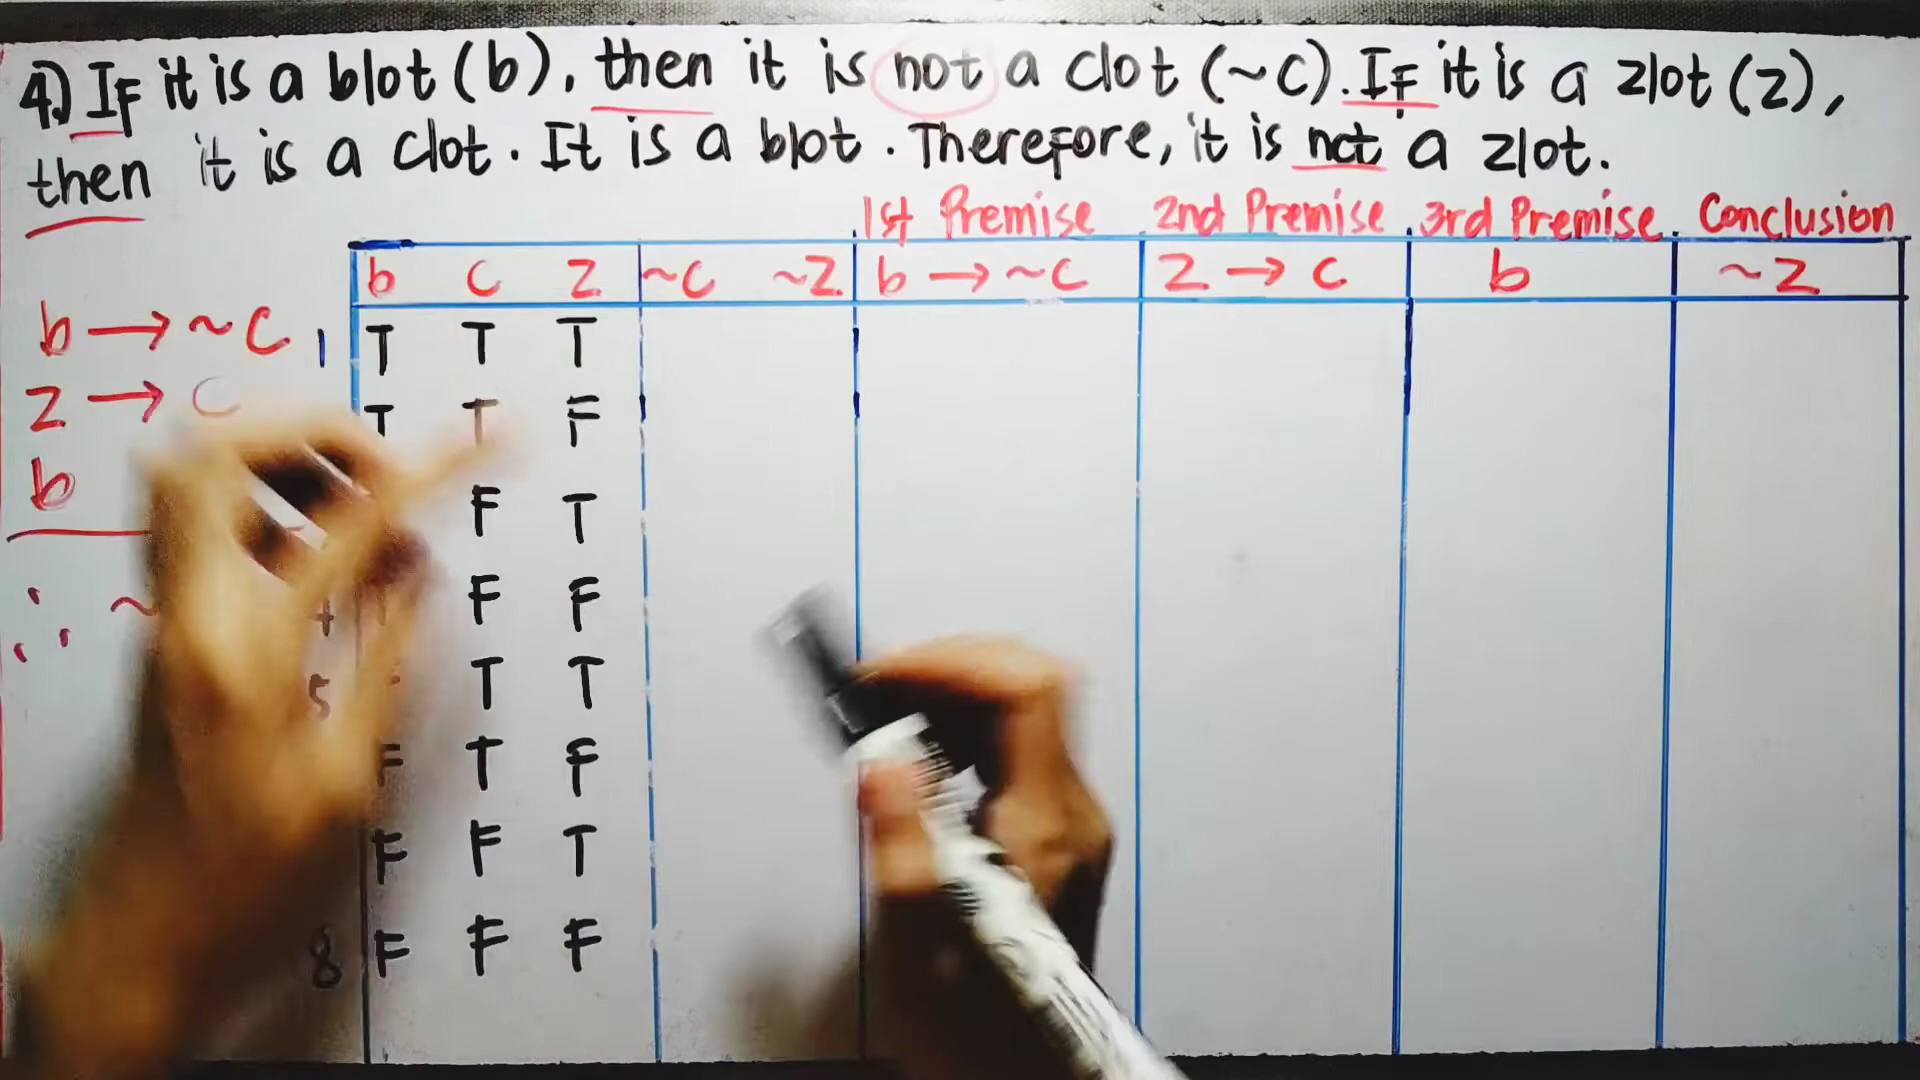 4.) IF it is a blot (b), then it is not a clot (~c). IF it is a zlot (z),
then it is a clot. It is a blot. Therefore, it is not a zlot.
1st Premise 2nd Premise 3rd Premise Conclusion
b c z ~c ~z b → ~c z → c b ~z
b → ~c
z → c
b
∴ ~
1 T T T
T T F
F T
F F
5 T T
F T F
F F T
8 F F F